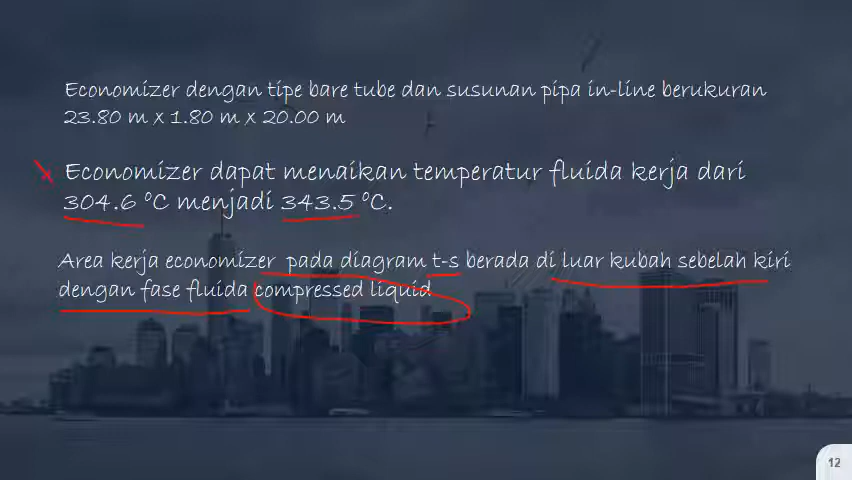 Economizer dengan tipe bare tube dan susunan pipa in-line berukuran
23.80 m x 1.80 m x 20.00 m
Economizer dapat menaikan temperatur fluida kerja dari
304.6 °C menjadi 343.5 °C.
Area kerja economizer pada diagram t-s berada di luar kubah sebelah kiri
dengan fase fluida compressed liquid
12